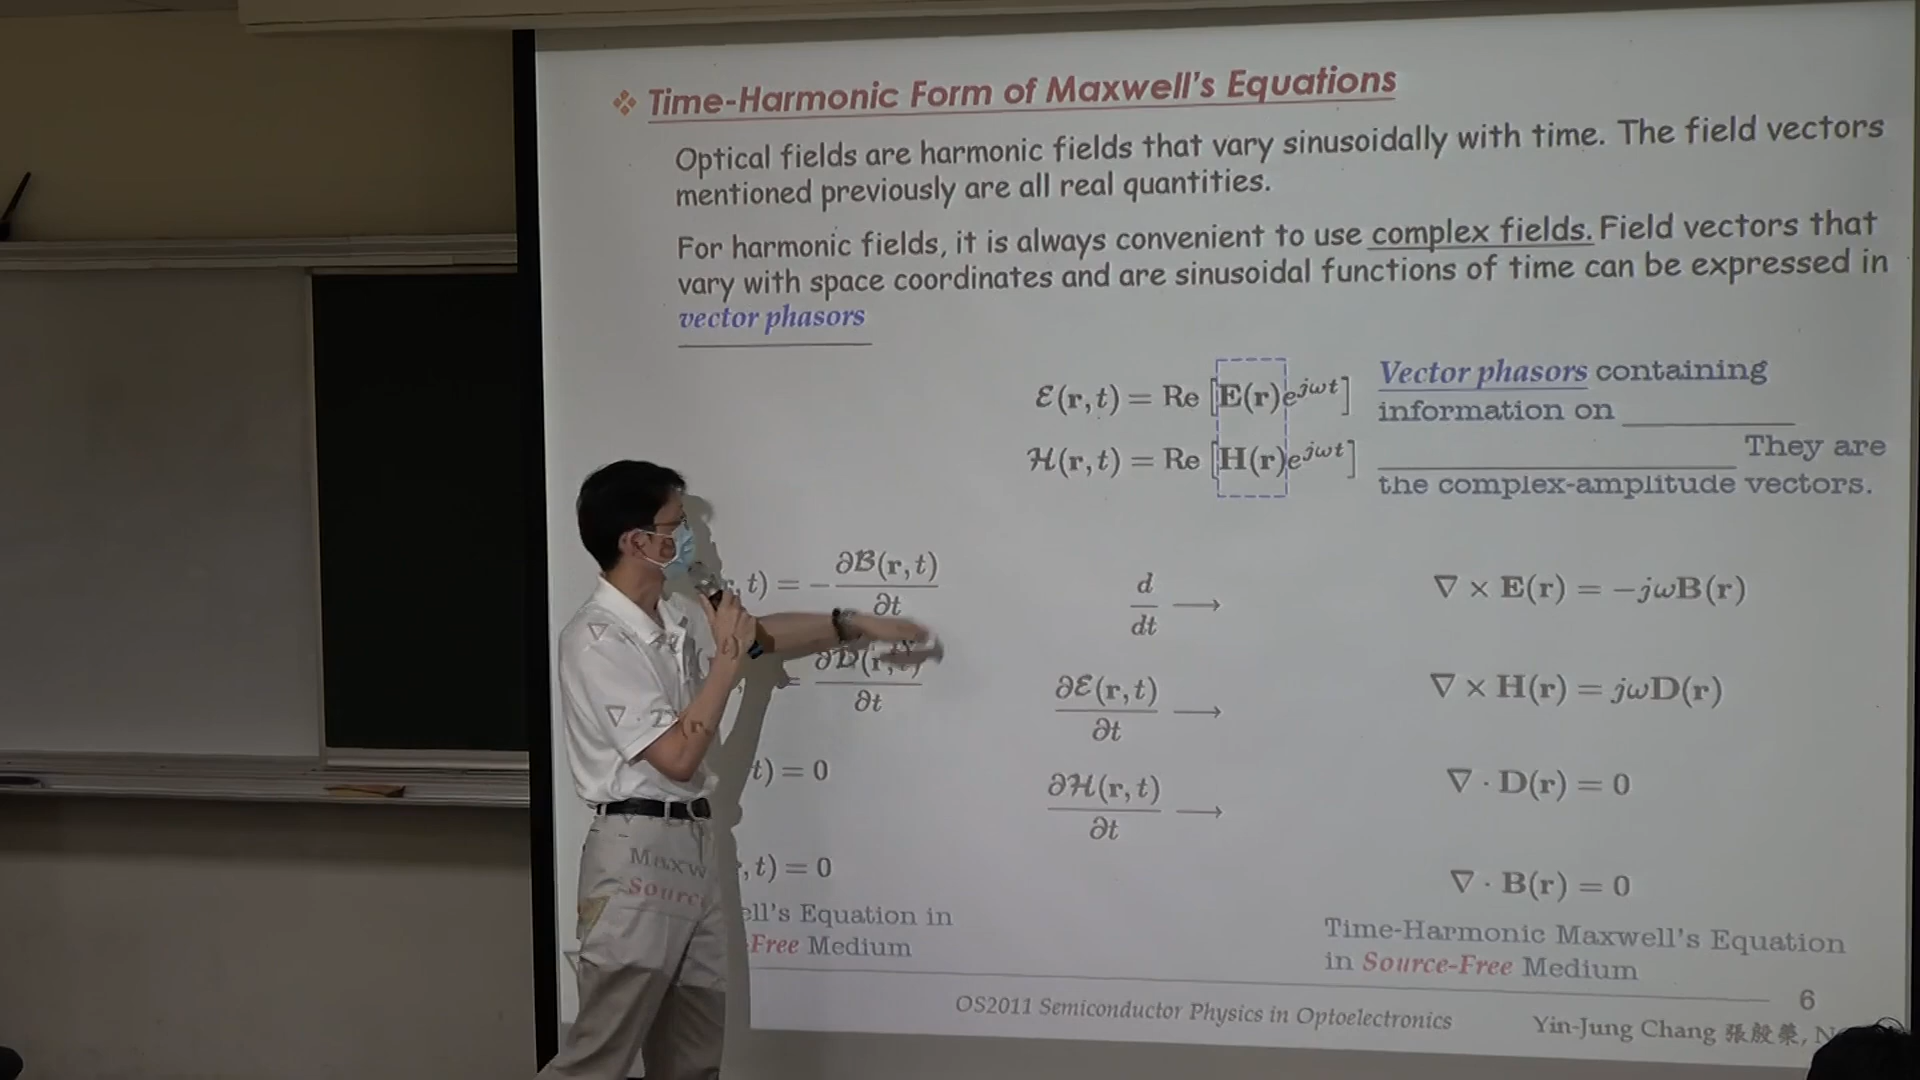 ❖ Time-Harmonic Form of Maxwell's Equations
Optical fields are harmonic fields that vary sinusoidally with time. The field vectors
mentioned previously are all real quantities.
For harmonic fields, it is always convenient to use complex fields. Field vectors that
vary with space coordinates and are sinusoidal functions of time can be expressed in
vector phasors
ℰ(r,t) = Re [E(r)e^{jωt}]
ℋ(r,t) = Re [H(r)e^{jωt}]
Vector phasors containing
information on ____________
____________ They are
the complex-amplitude vectors.
t) = -∂ℬ(r,t)/∂t
d/dt ⟶
∇ × E(r) = -jωB(r)
= ∂𝒟(r,t)/∂t
∂ℰ(r,t)/∂t ⟶
∇ × H(r) = jωD(r)
t) = 0
∂ℋ(r,t)/∂t ⟶
∇ · D(r) = 0
,t) = 0
∇ · B(r) = 0
Maxwell's Equation in
Source-Free Medium
Time-Harmonic Maxwell's Equation
in Source-Free Medium
6
OS2011 Semiconductor Physics in Optoelectronics
Yin-Jung Chang 張殷榮, N